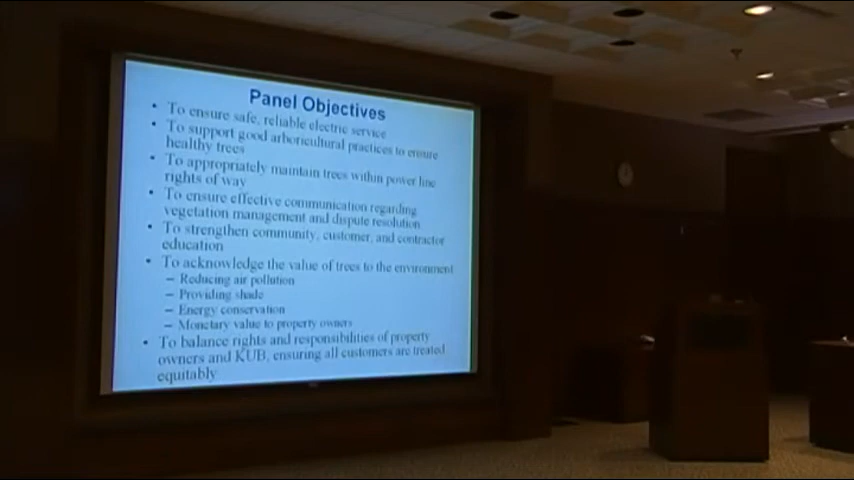 Panel Objectives
• To ensure safe, reliable electric service
• To support good arboricultural practices to ensure
healthy trees
• To appropriately maintain trees within power line
rights of way
• To ensure effective communication regarding
vegetation management and dispute resolution
• To strengthen community, customer, and contractor
education
• To acknowledge the value of trees to the environment
– Reducing air pollution
– Providing shade
– Energy conservation
– Monetary value to property owners
• To balance rights and responsibilities of property
owners and KUB, ensuring all customers are treated
equitably